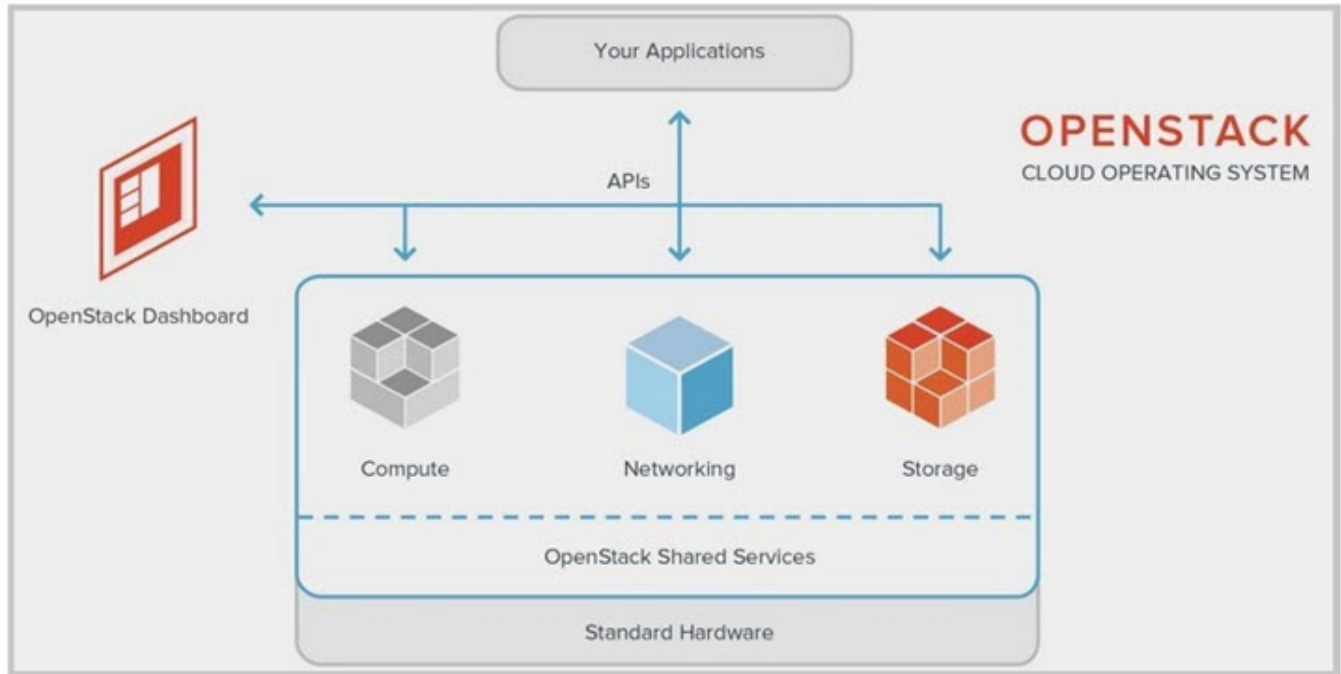 Your Applications
OPENSTACK
CLOUD OPERATING SYSTEM
APIs
OpenStack Dashboard
Compute
Networking
Storage
OpenStack Shared Services
Standard Hardware